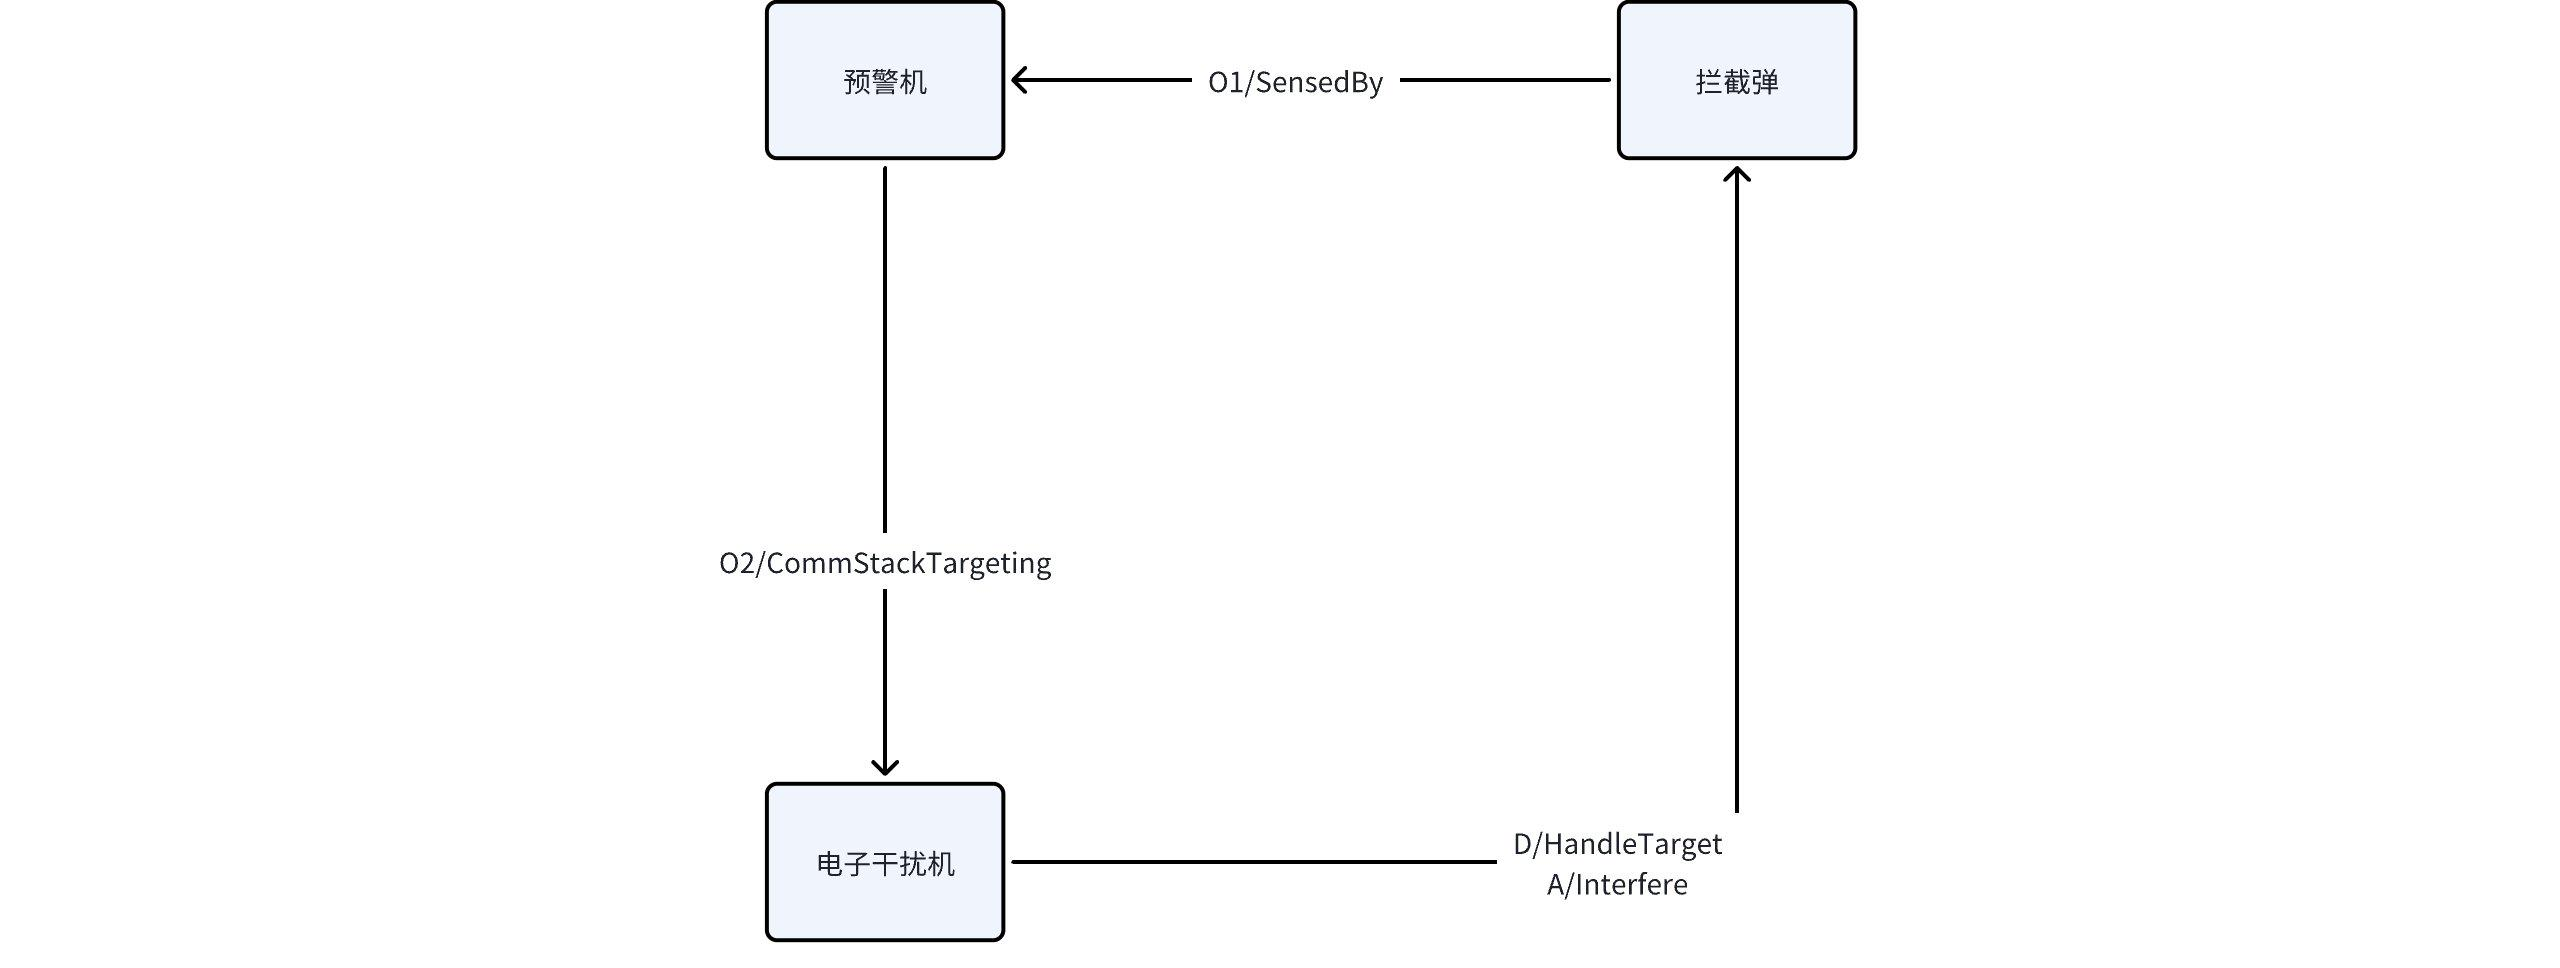 预警机
O1/SensedBy
拦截弹
O2/CommStackTargeting
电子干扰机
D/HandleTarget
A/Interfere